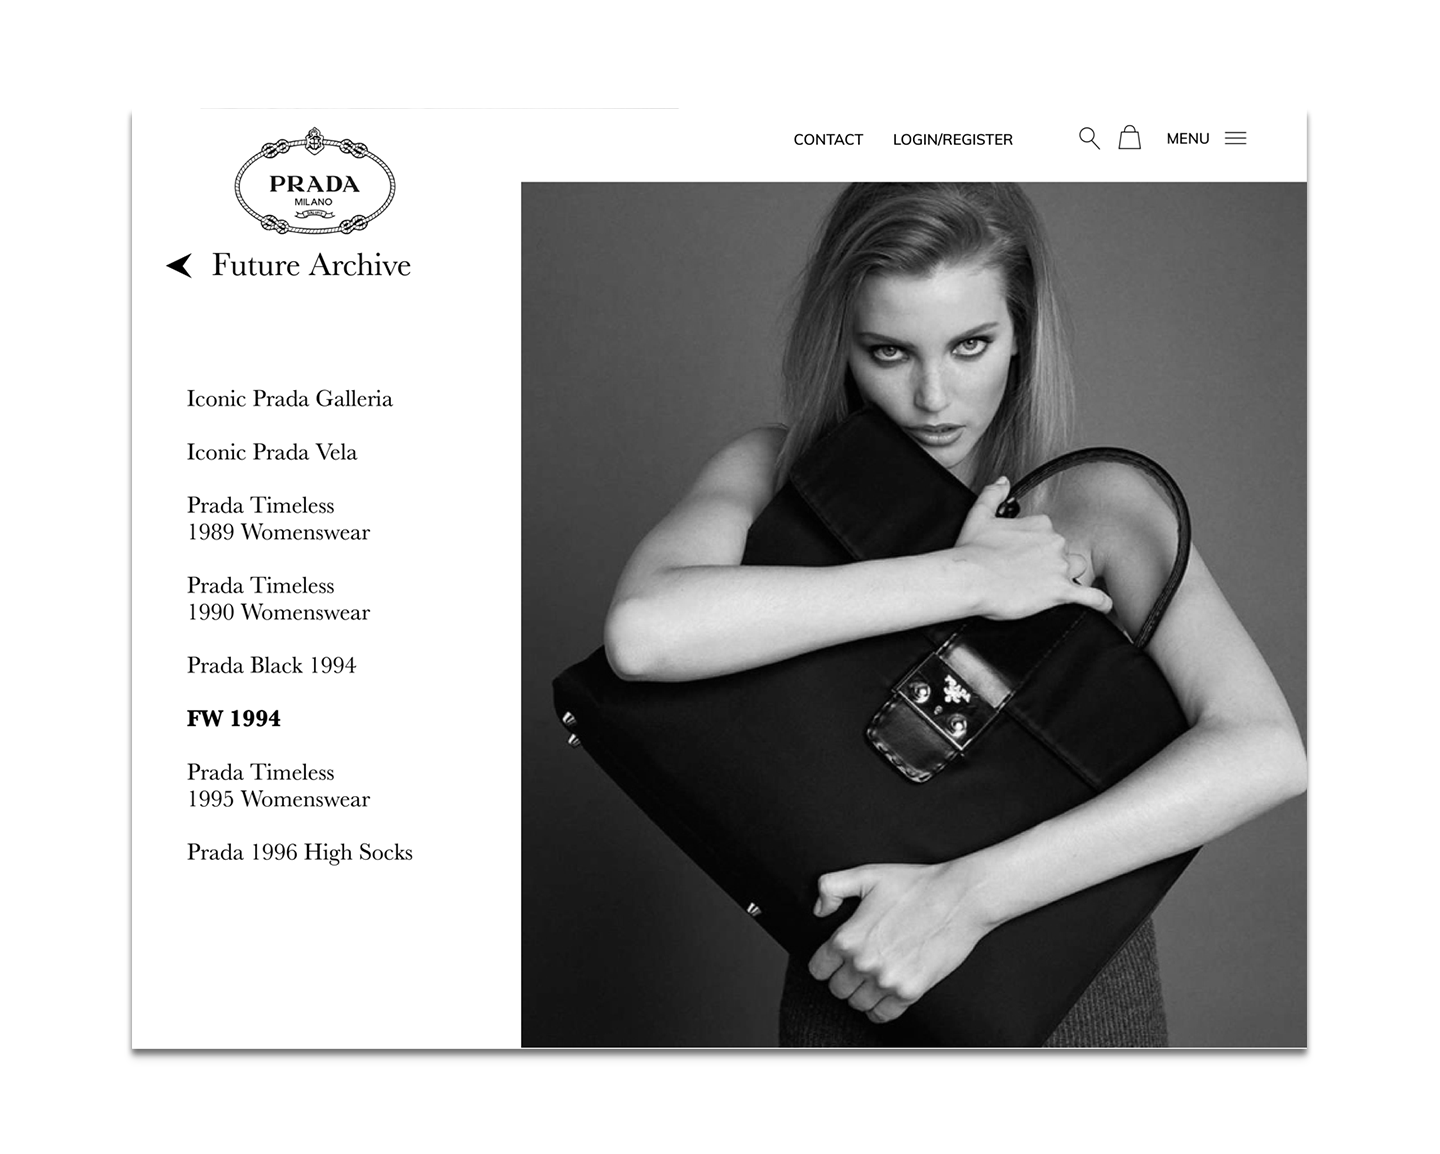 PRADA
MILANO
CONTACT
LOGIN/REGISTER
MENU
Future Archive
Iconic Prada Galleria
Iconic Prada Vela
Prada Timeless
1989 Womenswear
Prada Timeless
1990 Womenswear
Prada Black 1994
FW 1994
Prada Timeless
1995 Womenswear
Prada 1996 High Socks
PRADA